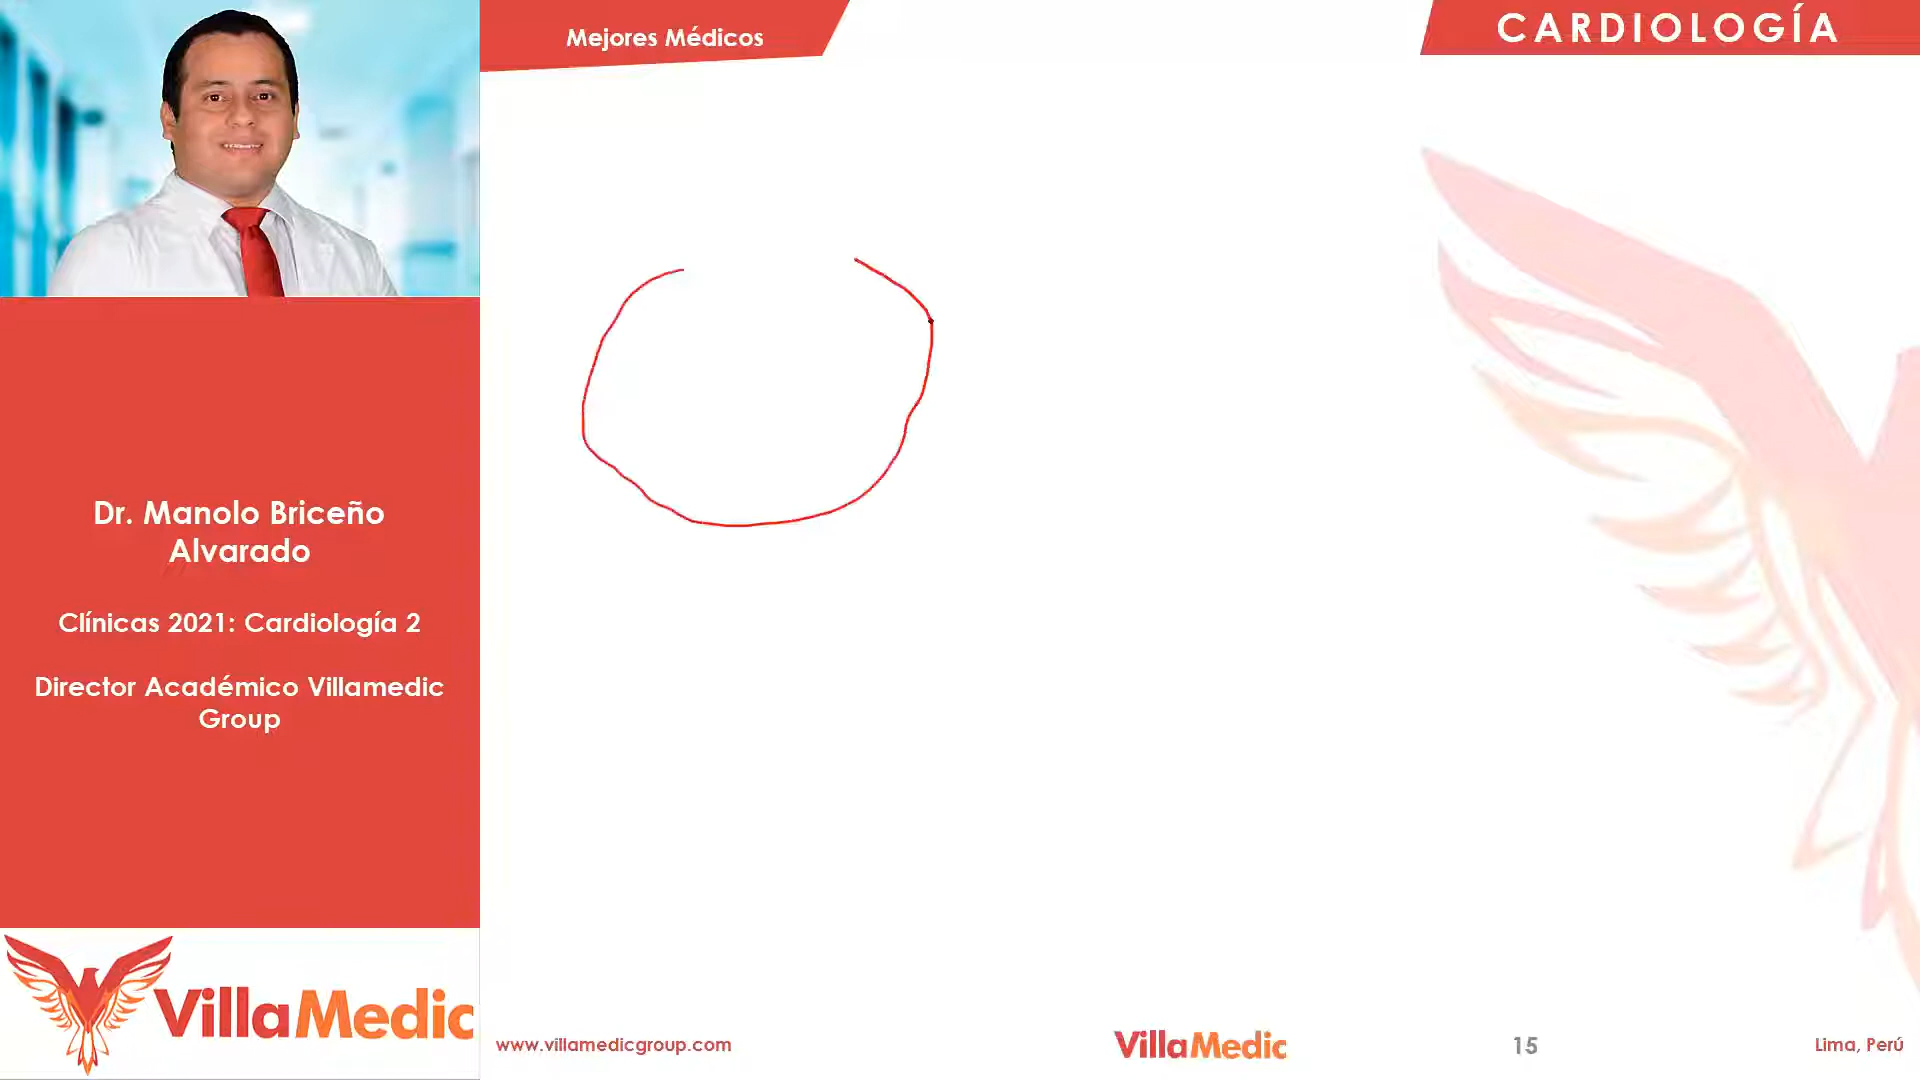 Mejores Médicos
CARDIOLOGÍA
Dr. Manolo Briceño
Alvarado
Clínicas 2021: Cardiología 2
Director Académico Villamedic
Group
VillaMedic
www.villamedicgroup.com
VillaMedic
15
Lima, Perú